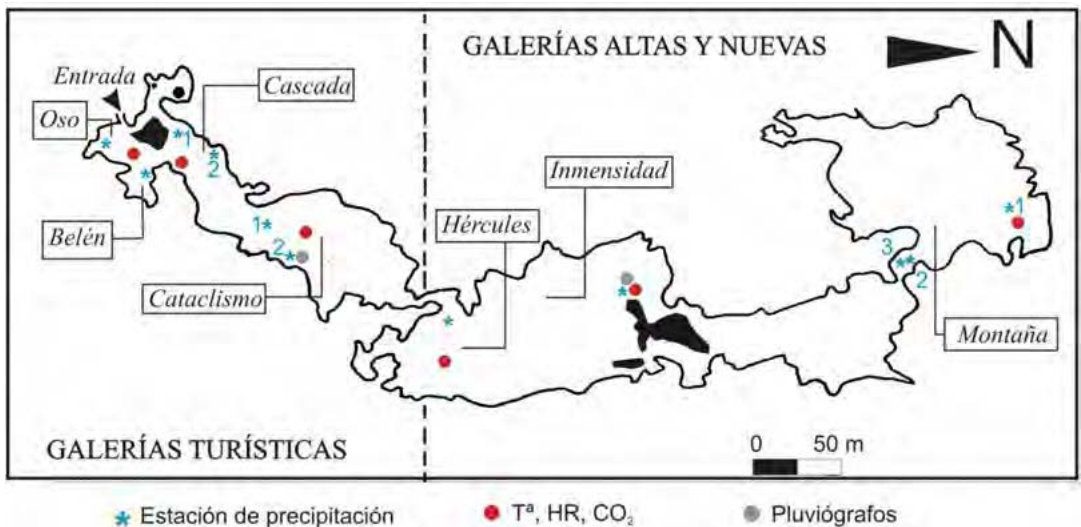 GALERÍAS ALTAS Y NUEVAS
N
Entrada
Cascada
Oso
1
2
Inmensidad
Hércules
1
Belén
1
2
3
2
Cataclismo
Montaña
0 50 m
GALERÍAS TURÍSTICAS
Estación de precipitación
Tª, HR, CO₂
Pluviógrafos